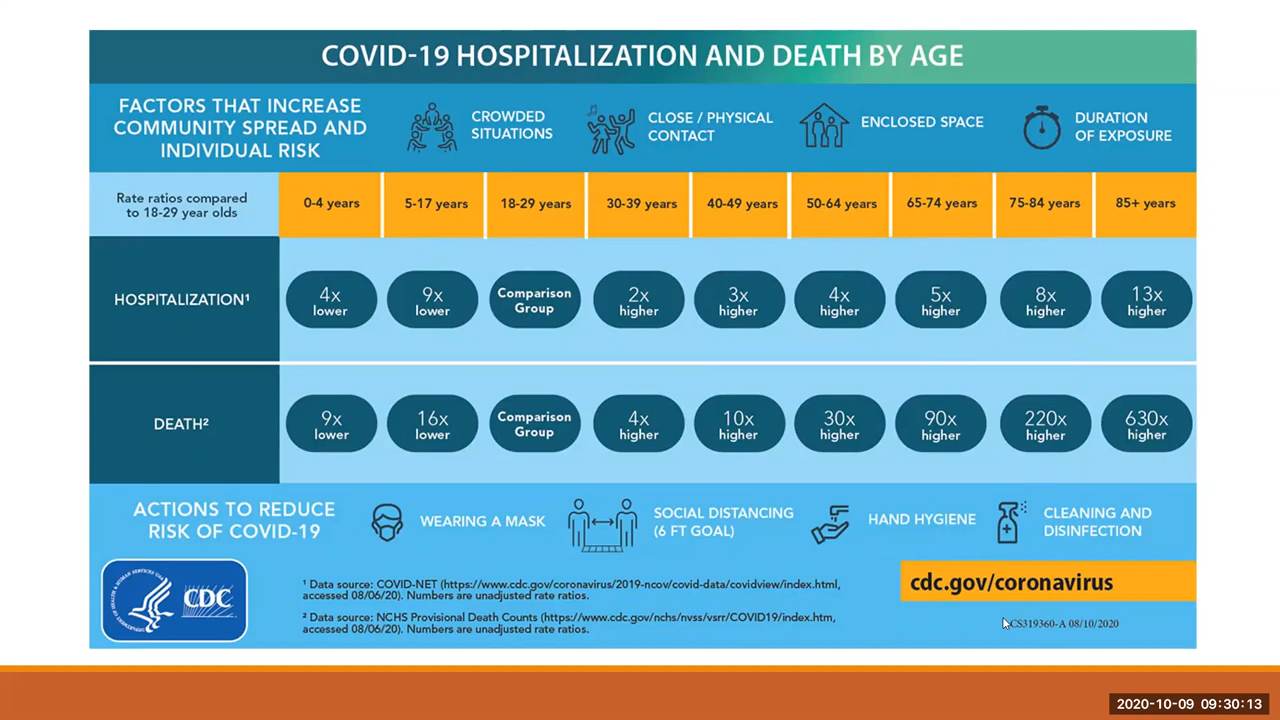 COVID-19 HOSPITALIZATION AND DEATH BY AGE
FACTORS THAT INCREASE
COMMUNITY SPREAD AND
INDIVIDUAL RISK
CROWDED
SITUATIONS
CLOSE / PHYSICAL
CONTACT
ENCLOSED SPACE
DURATION
OF EXPOSURE
Rate ratios compared
to 18-29 year olds
0-4 years
5-17 years
18-29 years
30-39 years
40-49 years
50-64 years
65-74 years
75-84 years
85+ years
HOSPITALIZATION¹
4x
lower
9x
lower
Comparison
Group
2x
higher
3x
higher
4x
higher
5x
higher
8x
higher
13x
higher
DEATH²
9x
lower
16x
lower
Comparison
Group
4x
higher
10x
higher
30x
higher
90x
higher
220x
higher
630x
higher
ACTIONS TO REDUCE
RISK OF COVID-19
WEARING A MASK
SOCIAL DISTANCING
(6 FT GOAL)
HAND HYGIENE
CLEANING AND
DISINFECTION
CDC
¹ Data source: COVID-NET (https://www.cdc.gov/coronavirus/2019-ncov/covid-data/covidview/index.html,
accessed 08/06/20). Numbers are unadjusted rate ratios.
² Data source: NCHS Provisional Death Counts (https://www.cdc.gov/nchs/nvss/vsrr/COVID19/index.htm,
accessed 08/06/20). Numbers are unadjusted rate ratios.
cdc.gov/coronavirus
CS319360-A 08/10/2020
2020-10-09 09:30:13